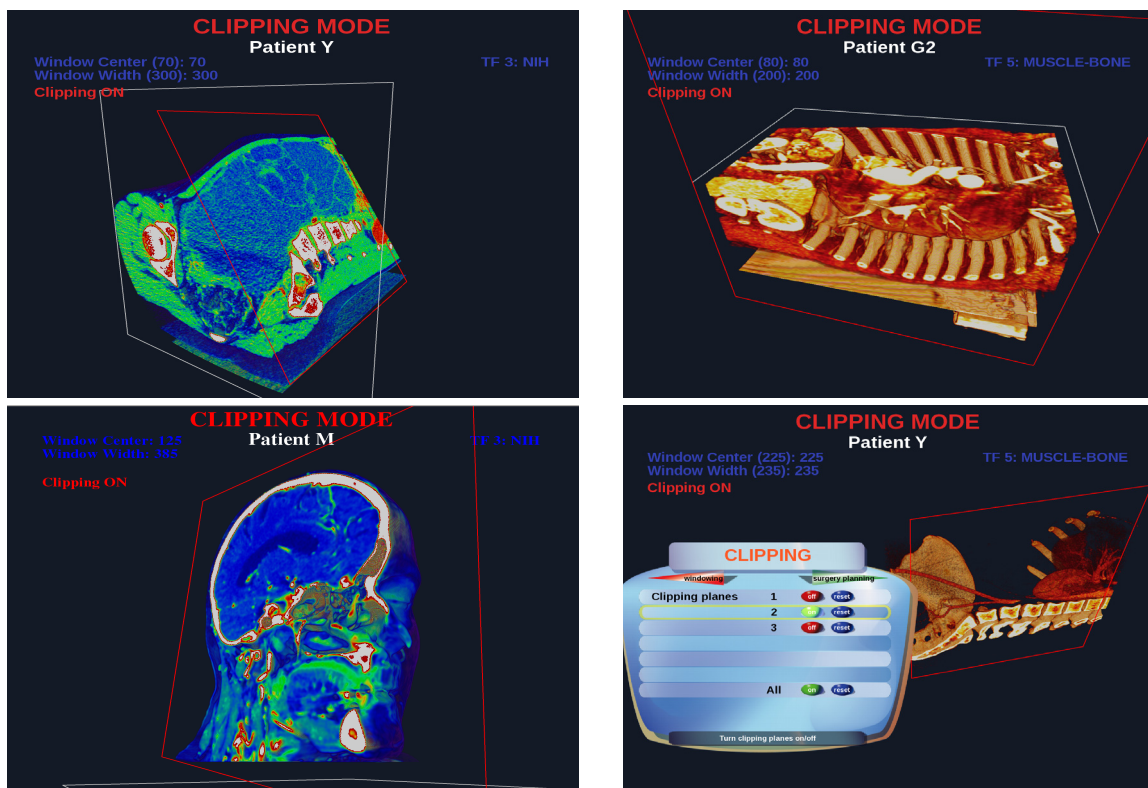 CLIPPING MODE
Patient Y
Window Center (70): 70
Window Width (300): 300
TF 3: NIH
Clipping ON
CLIPPING MODE
Patient G2
Window Center (80): 80
Window Width (200): 200
TF 5: MUSCLE-BONE
Clipping ON
CLIPPING MODE
Patient M
Window Center: 125
Window Width: 385
TF 3: NIH
Clipping ON
CLIPPING MODE
Patient Y
Window Center (225): 225
Window Width (235): 235
TF 5: MUSCLE-BONE
Clipping ON
CLIPPING
windowing surgery planning
Clipping planes 1 off reset
2 on reset
3 off reset
All on reset
Turn clipping planes on/off